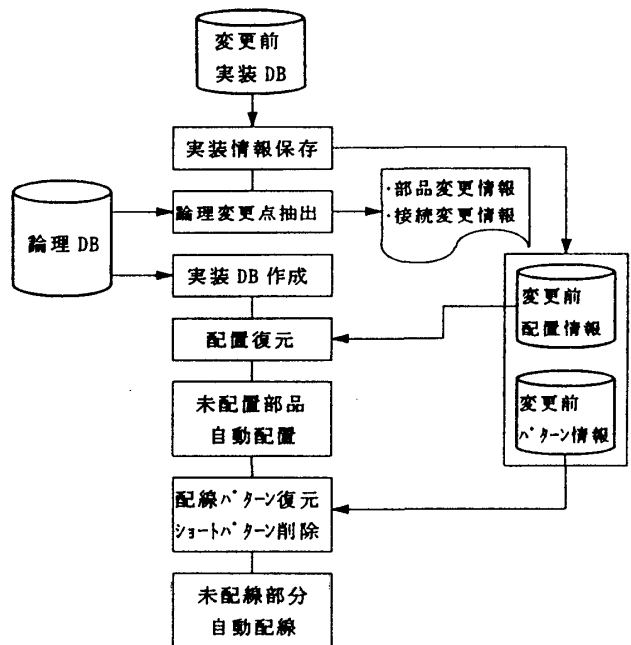 変更前
実装 DB
実装情報保存
論理DB
論理変更点抽出
・部品変更情報
・接続変更情報
実装 DB 作成
変更前
配置情報
配置復元
未配置部品
自動配置
変更前
パターン情報
配線パターン復元
ショートパターン削除
未配線部分
自動配線